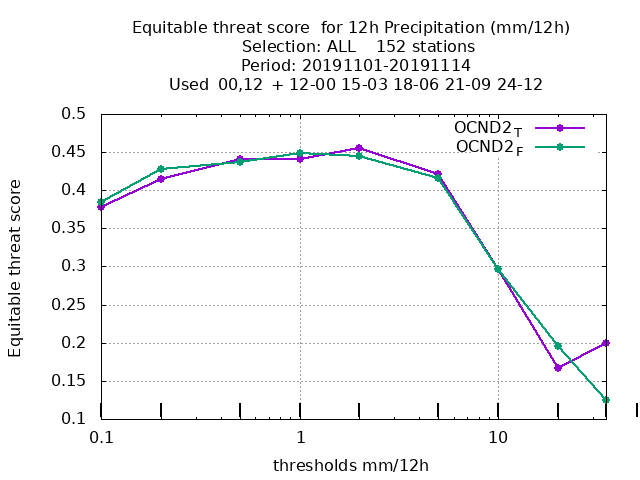 Equitable threat score for 12h Precipitation (mm/12h)
Selection: ALL 152 stations
Period: 20191101-20191114
Used 00,12 + 12-00 15-03 18-06 21-09 24-12
OCND2T
OCND2F
0.5
0.45
0.4
0.35
0.3
0.25
0.2
0.15
0.1
Equitable threat score
0.1 1 10
thresholds mm/12h